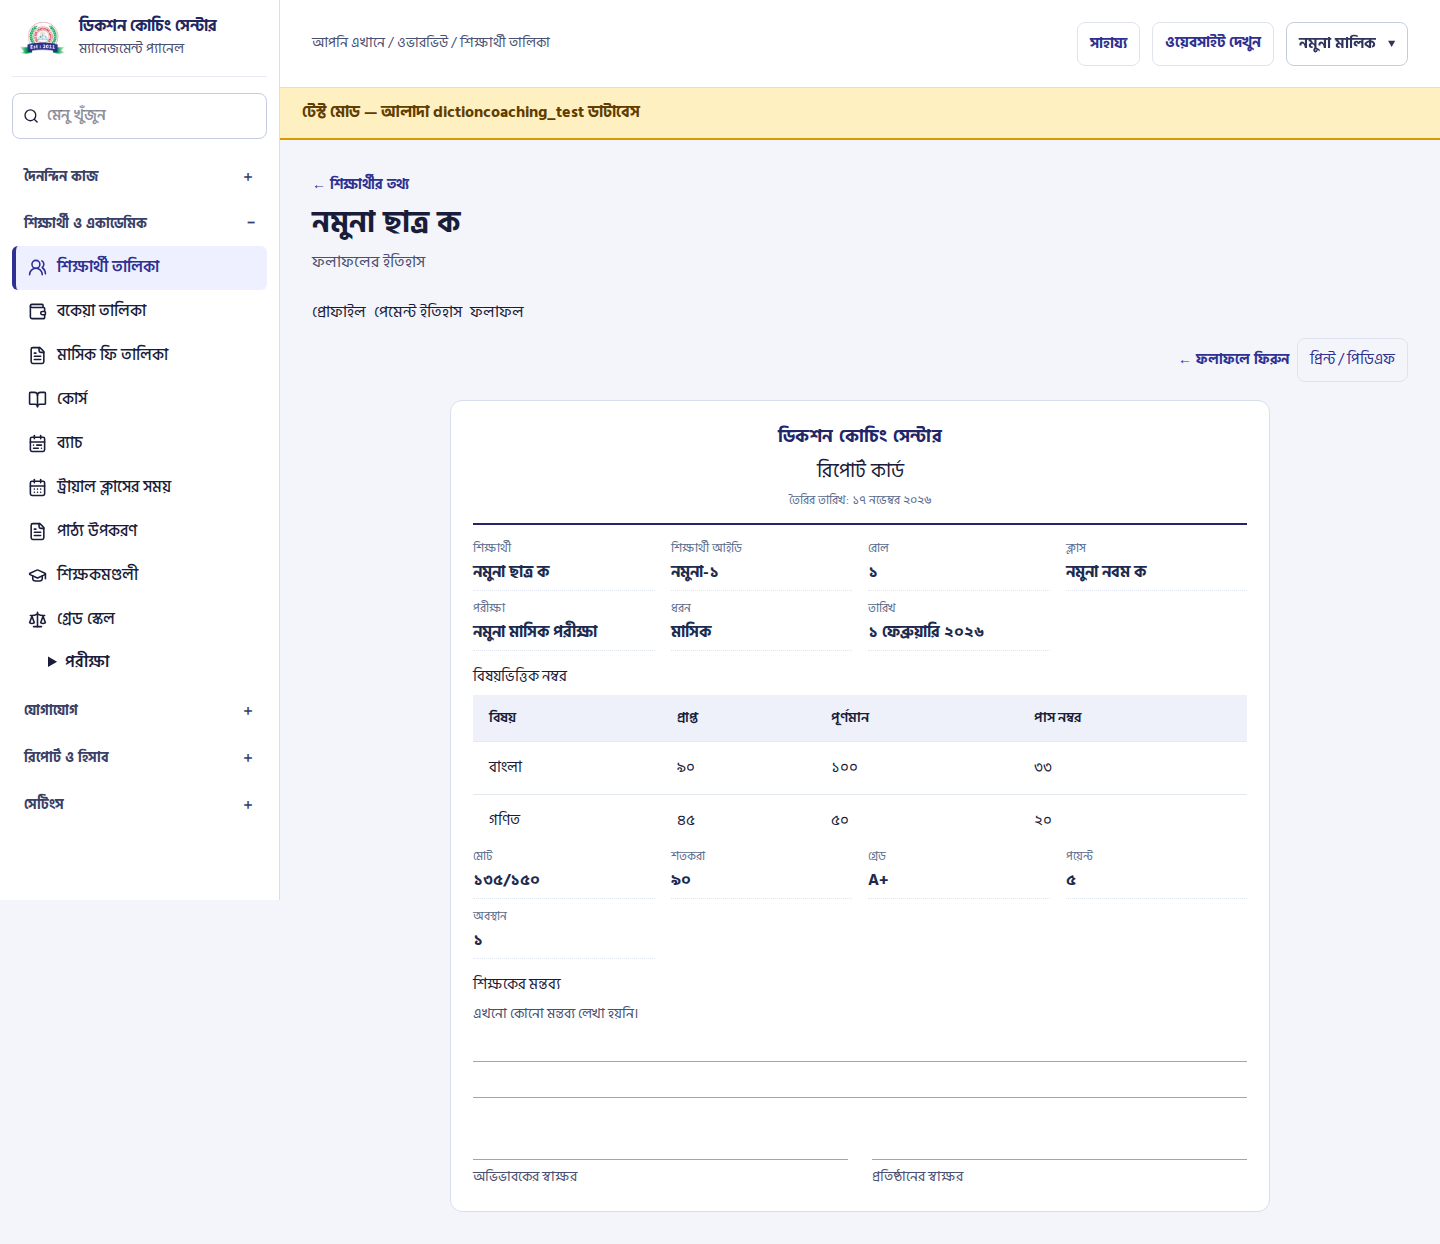 ডিকশন কোচিং সেন্টার
ম্যানেজমেন্ট প্যানেল
Est : 2011
মেনু খুঁজুন
দৈনন্দিন কাজ +
শিক্ষার্থী ও একাডেমিক −
শিক্ষার্থী তালিকা
বকেয়া তালিকা
মাসিক ফি তালিকা
কোর্স
ব্যাচ
ট্রায়াল ক্লাসের সময়
পাঠ্য উপকরণ
শিক্ষকমণ্ডলী
গ্রেড স্কেল
▶ পরীক্ষা
যোগাযোগ +
রিপোর্ট ও হিসাব +
সেটিংস +
আপনি এখানে / ওভারভিউ / শিক্ষার্থী তালিকা
সাহায্য
ওয়েবসাইট দেখুন
নমুনা মালিক ▾
টেস্ট মোড — আলাদা dictioncoaching_test ডাটাবেস
← শিক্ষার্থীর তথ্য
নমুনা ছাত্র ক
ফলাফলের ইতিহাস
প্রোফাইল পেমেন্ট ইতিহাস ফলাফল
← ফলাফলে ফিরুন প্রিন্ট / পিডিএফ
ডিকশন কোচিং সেন্টার
রিপোর্ট কার্ড
তৈরির তারিখ: ১৭ নভেম্বর ২০২৬
শিক্ষার্থী শিক্ষার্থী আইডি রোল ক্লাস
নমুনা ছাত্র ক নমুনা-১ ১ নমুনা নবম ক
পরীক্ষা ধরন তারিখ
নমুনা মাসিক পরীক্ষা মাসিক ১ ফেব্রুয়ারি ২০২৬
বিষয়ভিত্তিক নম্বর
বিষয় প্রাপ্ত পূর্ণমান পাস নম্বর
বাংলা ৯০ ১০০ ৩৩
গণিত ৪৫ ৫০ ২০
মোট শতকরা গ্রেড পয়েন্ট
১৩৫/১৫০ ৯০ A+ ৫
অবস্থান
১
শিক্ষকের মন্তব্য
এখনো কোনো মন্তব্য লেখা হয়নি।
অভিভাবকের স্বাক্ষর প্রতিষ্ঠানের স্বাক্ষর